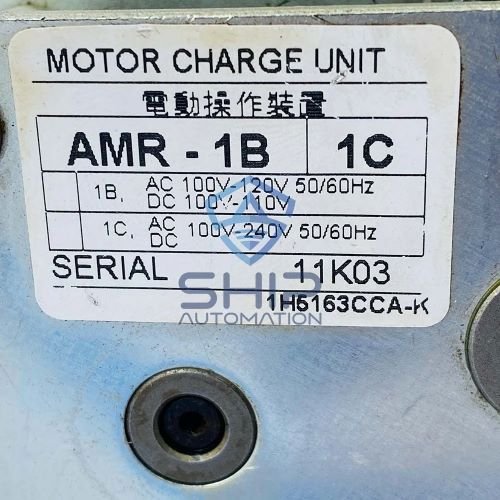 MOTOR CHARGE UNIT
電動操作装置
AMR - 1B 1C
1B, AC 100V-120V 50/60Hz
DC 100V-110V
1C, AC
DC 100V-240V 50/60Hz
SERIAL 11K03
1H6163CCA-K
SHIP
AUTOMATION